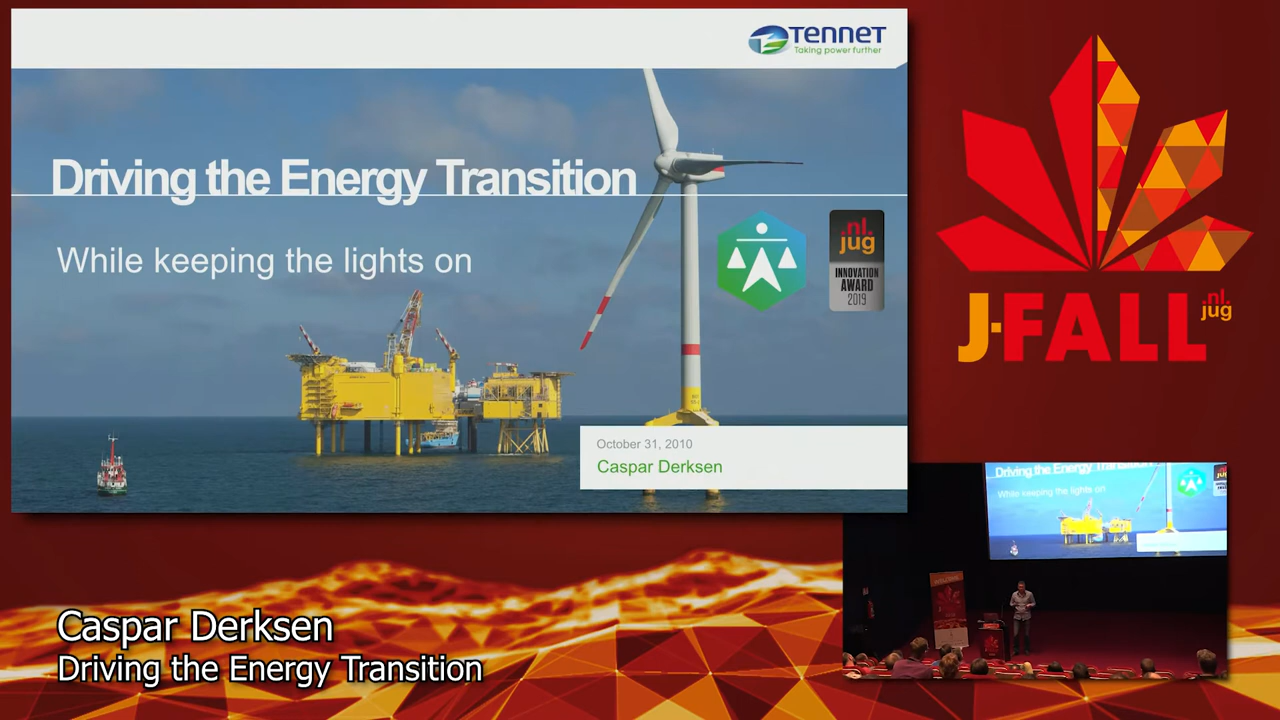 TENNET
Taking power further
Driving the Energy Transition
While keeping the lights on
nl.
jug
INNOVATION
AWARD
2019
October 31, 2010
Caspar Derksen
J-FALL
nl.
jug
Driving the Energy Transition
While keeping the lights on
nl.
jug
Caspar Derksen
Driving the Energy Transition